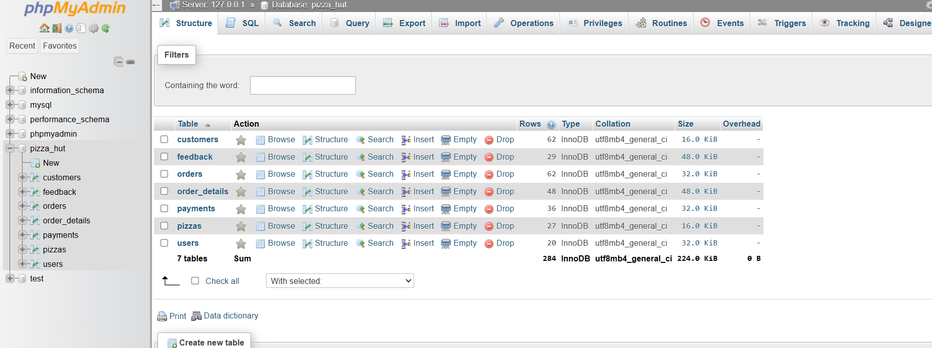 phpMyAdmin
Recent Favorites
New
information_schema
mysql
performance_schema
phpmyadmin
pizza_hut
New
customers
feedback
orders
order_details
payments
pizzas
users
test
Server: 127.0.0.1 » Database: pizza_hut
Structure SQL Search Query Export Import Operations Privileges Routines Events Triggers Tracking Designe
Filters
Containing the word:
Table Action Rows Type Collation Size Overhead
customers Browse Structure Search Insert Empty Drop 62 InnoDB utf8mb4_general_ci 16.0 KiB -
feedback Browse Structure Search Insert Empty Drop 29 InnoDB utf8mb4_general_ci 48.0 KiB -
orders Browse Structure Search Insert Empty Drop 62 InnoDB utf8mb4_general_ci 32.0 KiB -
order_details Browse Structure Search Insert Empty Drop 48 InnoDB utf8mb4_general_ci 48.0 KiB -
payments Browse Structure Search Insert Empty Drop 36 InnoDB utf8mb4_general_ci 32.0 KiB -
pizzas Browse Structure Search Insert Empty Drop 27 InnoDB utf8mb4_general_ci 16.0 KiB -
users Browse Structure Search Insert Empty Drop 20 InnoDB utf8mb4_general_ci 32.0 KiB -
7 tables Sum 284 InnoDB utf8mb4_general_ci 224.0 KiB 0 B
Check all With selected:
Print Data dictionary
Create new table